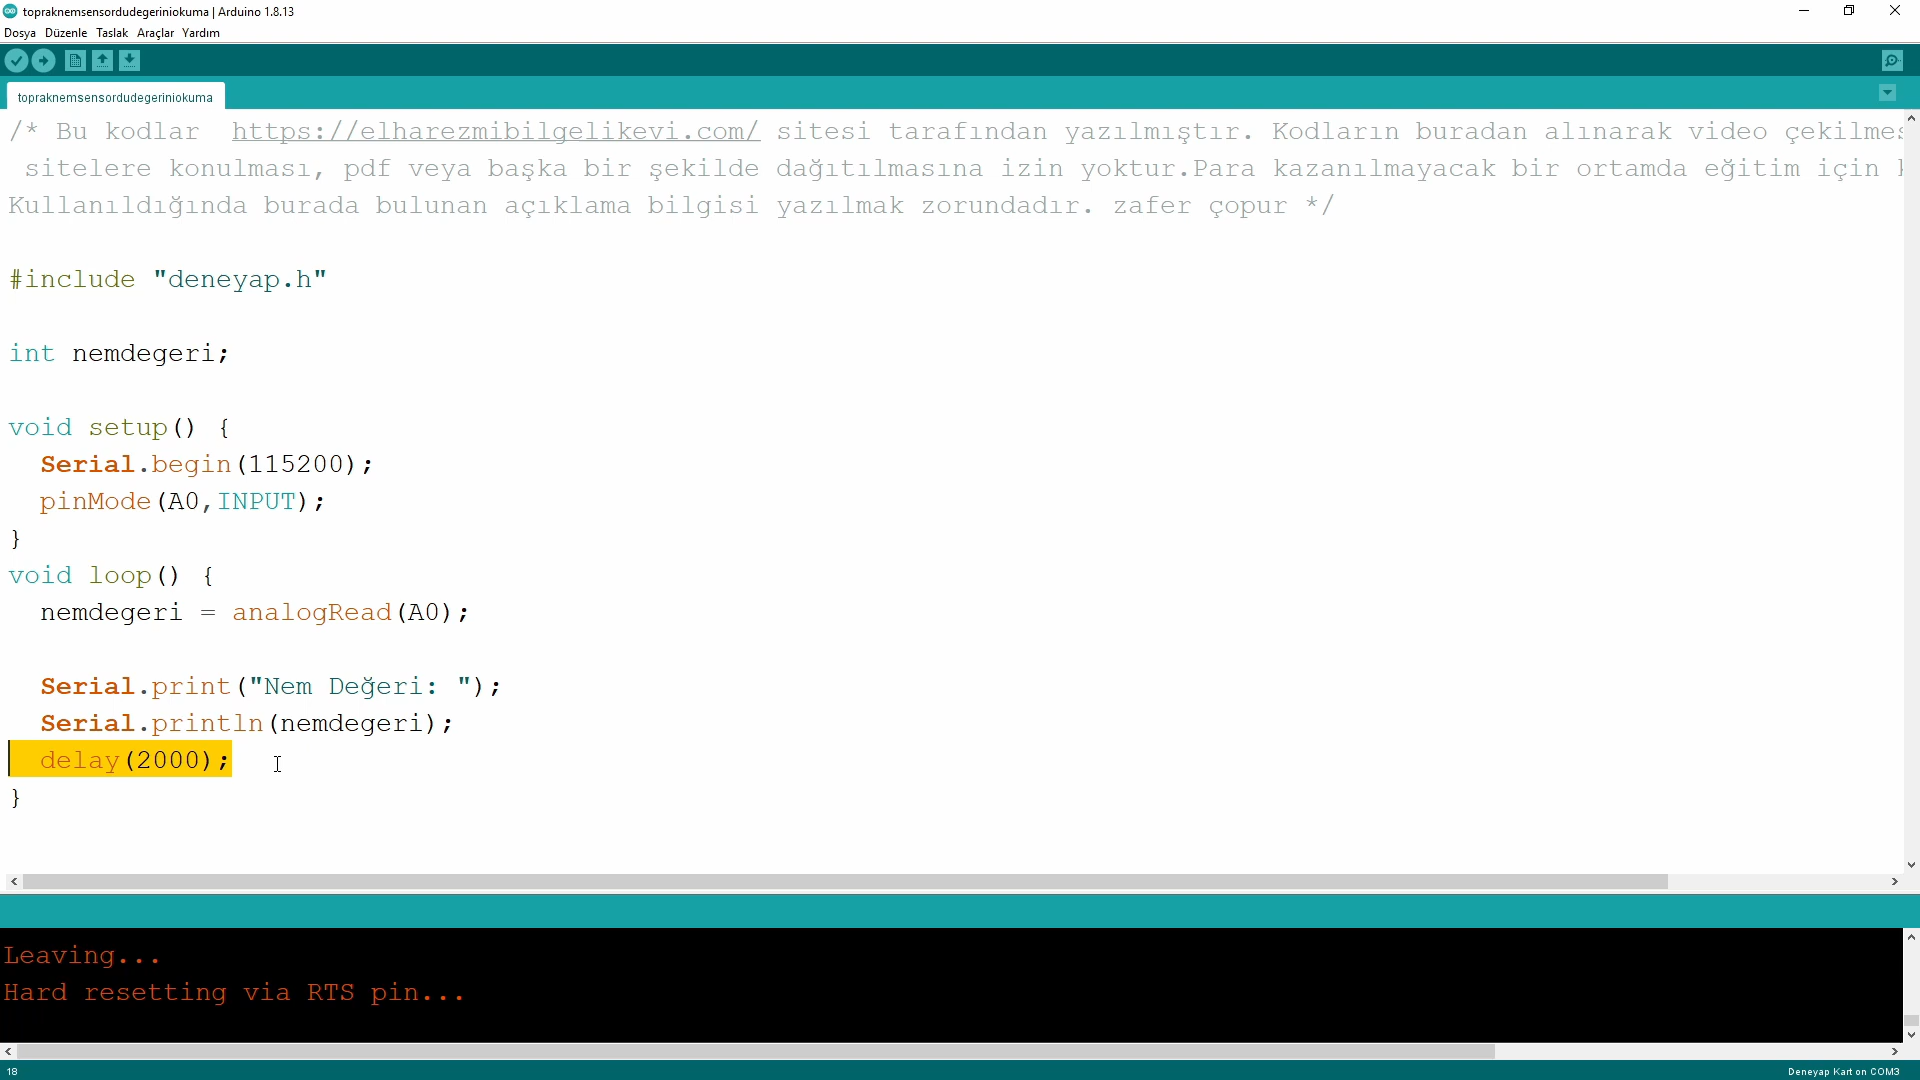 topraknemsensordudegeriniokuma | Arduino 1.8.13
Dosya Düzenle Taslak Araçlar Yardım
topraknemsensordudegeriniokuma
/* Bu kodlar https://elharezmibilgelikevi.com/ sitesi tarafından yazılmıştır. Kodların buradan alınarak video
sitelere konulması, pdf veya başka bir şekilde dağıtılmasına izin yoktur.Para kazanılmayacak bir ortamda eğitim için
Kullanıldığında burada bulunan açıklama bilgisi yazılmak zorundadır. zafer çopur */
#include "deneyap.h"
int nemdegeri;
void setup() {
Serial.begin(115200);
pinMode(A0,INPUT);
}
void loop() {
nemdegeri = analogRead(A0);
Serial.print("Nem Değeri: ");
Serial.println(nemdegeri);
delay(2000);
}
Leaving...
Hard resetting via RTS pin...
18
Deneyap Kart on COM3